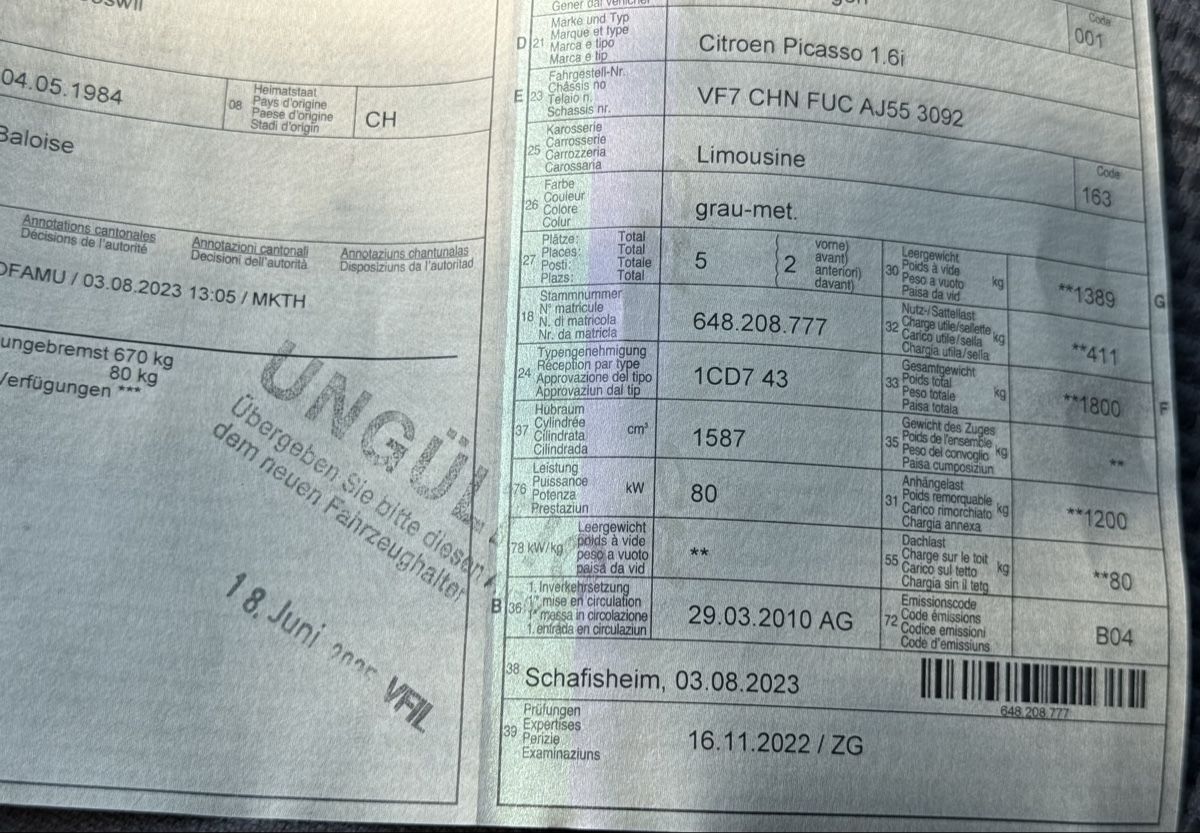 04.05.1984
08
Heimatstaat
Pays d'origine
Paese d'origine
Stadi d'origin
CH
Baloise
Annotations cantonales
Décisions de l'autorité
Annotazioni cantonali
Decisioni dell'autorità
Annotaziuns chantunalas
Disposiziuns da l'autoritad
DFAMU / 03.08.2023 13:05 / MKTH
ungebremst 670 kg
80 kg
Verfügungen ***
UNGÜL
Übergeben Sie bitte diesen
dem neuen Fahrzeughalter
18. Juni
VFIL
D 21
Marke und Typ
Marque et type
Marca e tipo
Marca e tip
Citroen Picasso 1.6i
Code
001
E 23
Fahrgestell-Nr.
Châssis no
Telaio n.
Schassis nr.
VF7 CHN FUC AJ55 3092
25
Karosserie
Carrosserie
Carrozzeria
Carossaria
Limousine
Code
163
26
Farbe
Couleur
Colore
Colur
grau-met.
27
Plätze: Total
Places: Total
Posti: Totale
Plazs: Total
5
2
vorne)
avant)
anteriori)
davant)
30
Leergewicht
Poids à vide
Peso a vuoto
Paisa da vid
kg
**1389
G
18
Stammnummer
N° matricule
N. di matricola
Nr. da matricla
648.208.777
32
Nutz-/Sattellast
Charge utile/sellette
Carico utile/sella
Chargia utila/sella
kg
**411
24
Typengenehmigung
Réception par type
Approvazione del tipo
Approvaziun dal tip
1CD7 43
33
Gesamtgewicht
Poids total
Peso totale
Paisa totala
kg
**1800
F
37
Hubraum
Cylindrée
Cilindrata
Cilindrada
cm³
1587
35
Gewicht des Zuges
Poids de l'ensemble
Peso del convoglio
Paisa cumposiziun
kg
**
76
Leistung
Puissance
Potenza
Prestaziun
kW
80
31
Anhängelast
Poids remorquable
Carico rimorchiato
Chargia annexa
kg
**1200
78 kW/kg
Leergewicht
poids à vide
peso a vuoto
paisa da vid
**
55
Dachlast
Charge sur le toit
Carico sul tetto
Chargia sin il tetg
kg
**80
B 36
1. Inverkehrsetzung
1re mise en circulation
1a messa in circolazione
1. entrada en circulaziun
29.03.2010 AG
72
Emissionscode
Code émissions
Codice emissioni
Code d'emissiuns
B04
38
Schafisheim, 03.08.2023
648.208.777
39
Prüfungen
Expertises
Perizie
Examinaziuns
16.11.2022 / ZG